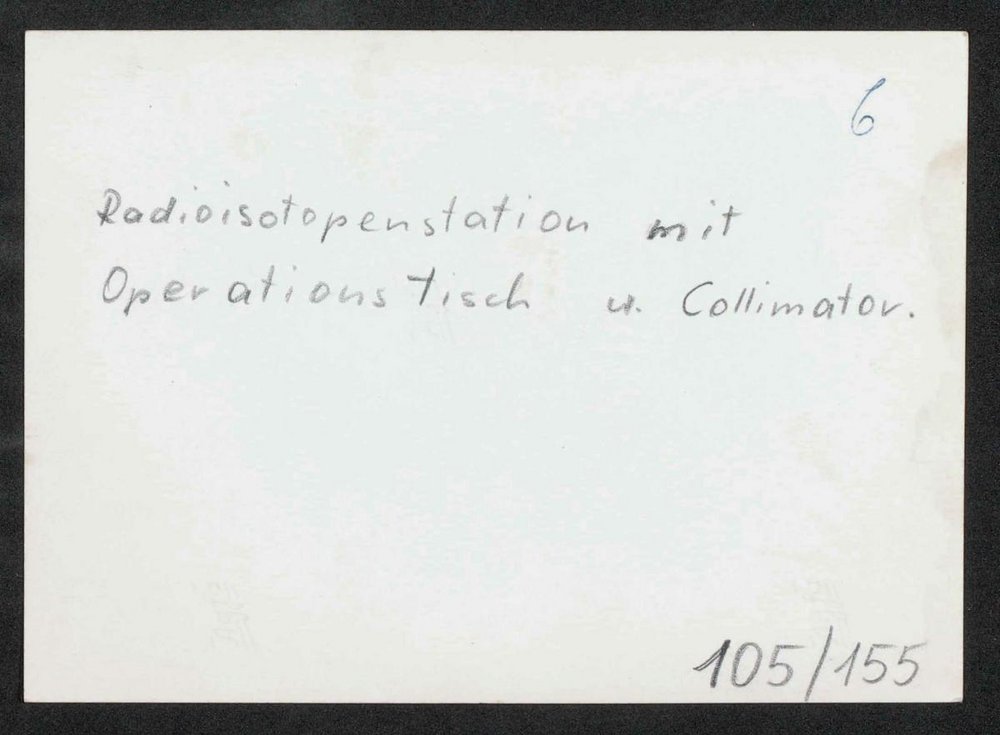 6
Radioisotopenstation mit
Operationstisch u. Collimator.
105/155